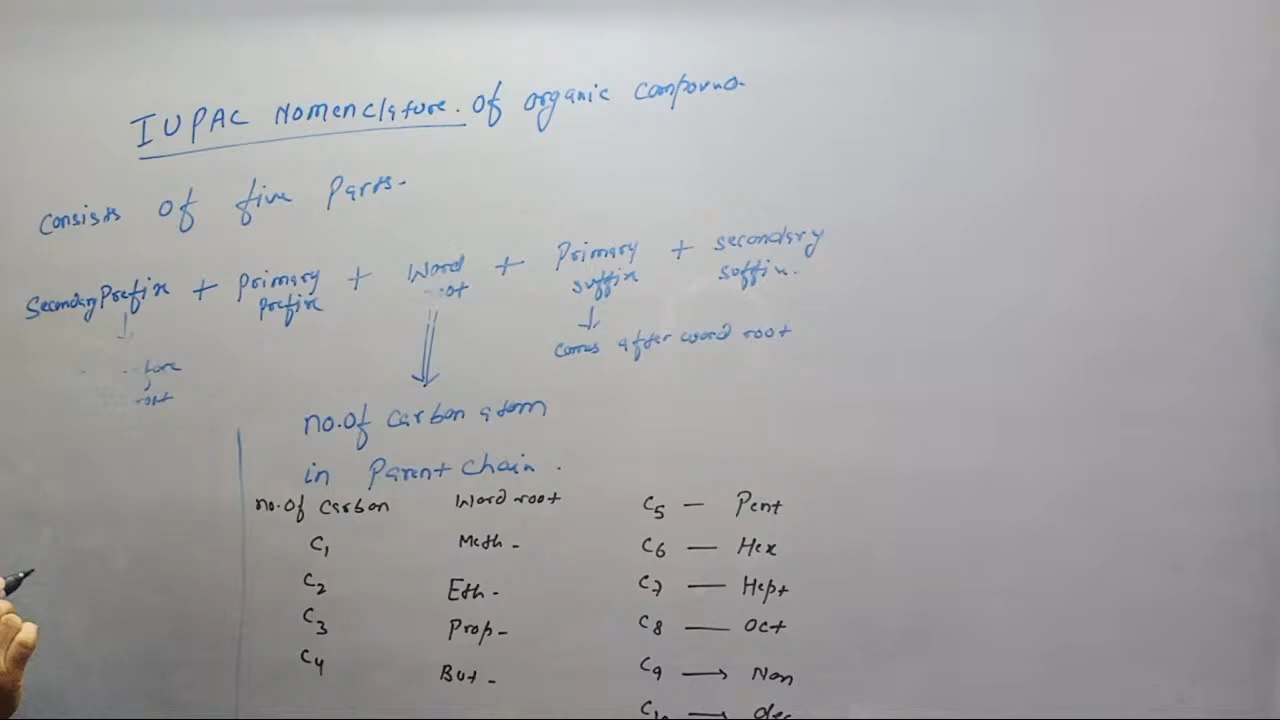 IUPAC Nomenclature. of organic compound.
consists of five Parts.
Secondary Prefix + Primary prefix + Word + Primary suffix + secondary suffix.
comes after word root
no. of carbon atom
in Parent chain.
no. of carbon Word root
C1 Meth -
C2 Eth -
C3 Prop -
C4 But -
C5 - Pent
C6 - Hex
C7 - Hept
C8 - Oct
C9 → Non
C10 → dec